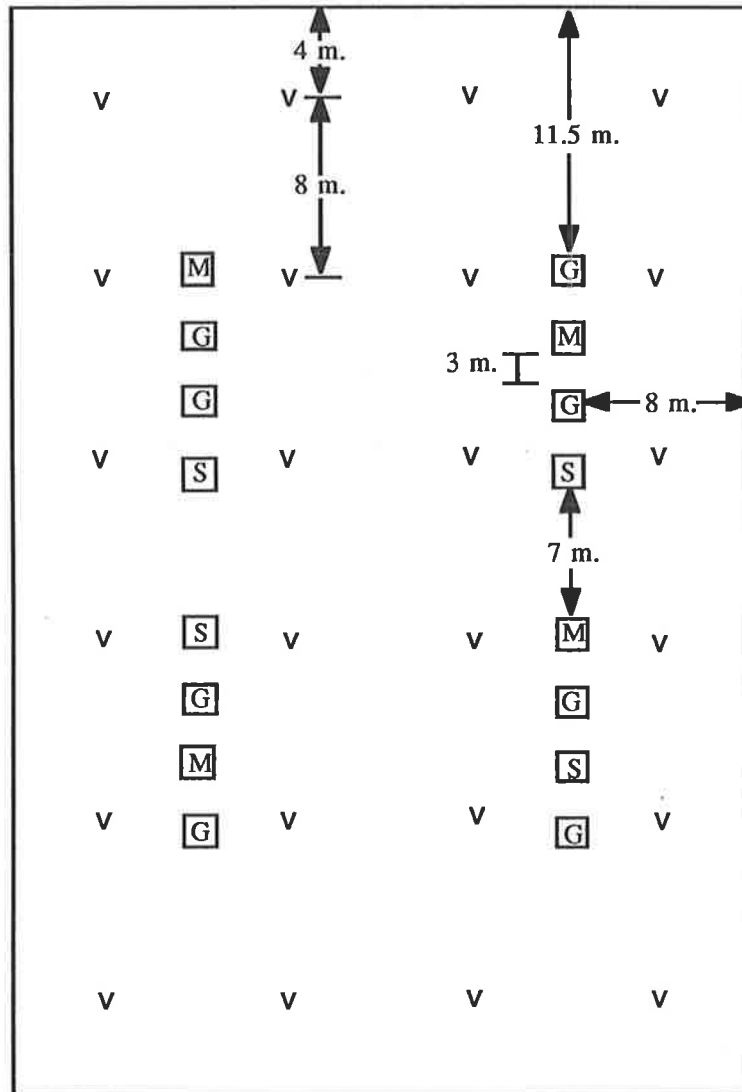 4 m.
V V V V
11.5 m.
8 m.
V M V V G V
G M
3 m.
G G 8 m.
V S V V S V
7 m.
V S V V M V
G G
M S
V G V V G V
V V V V